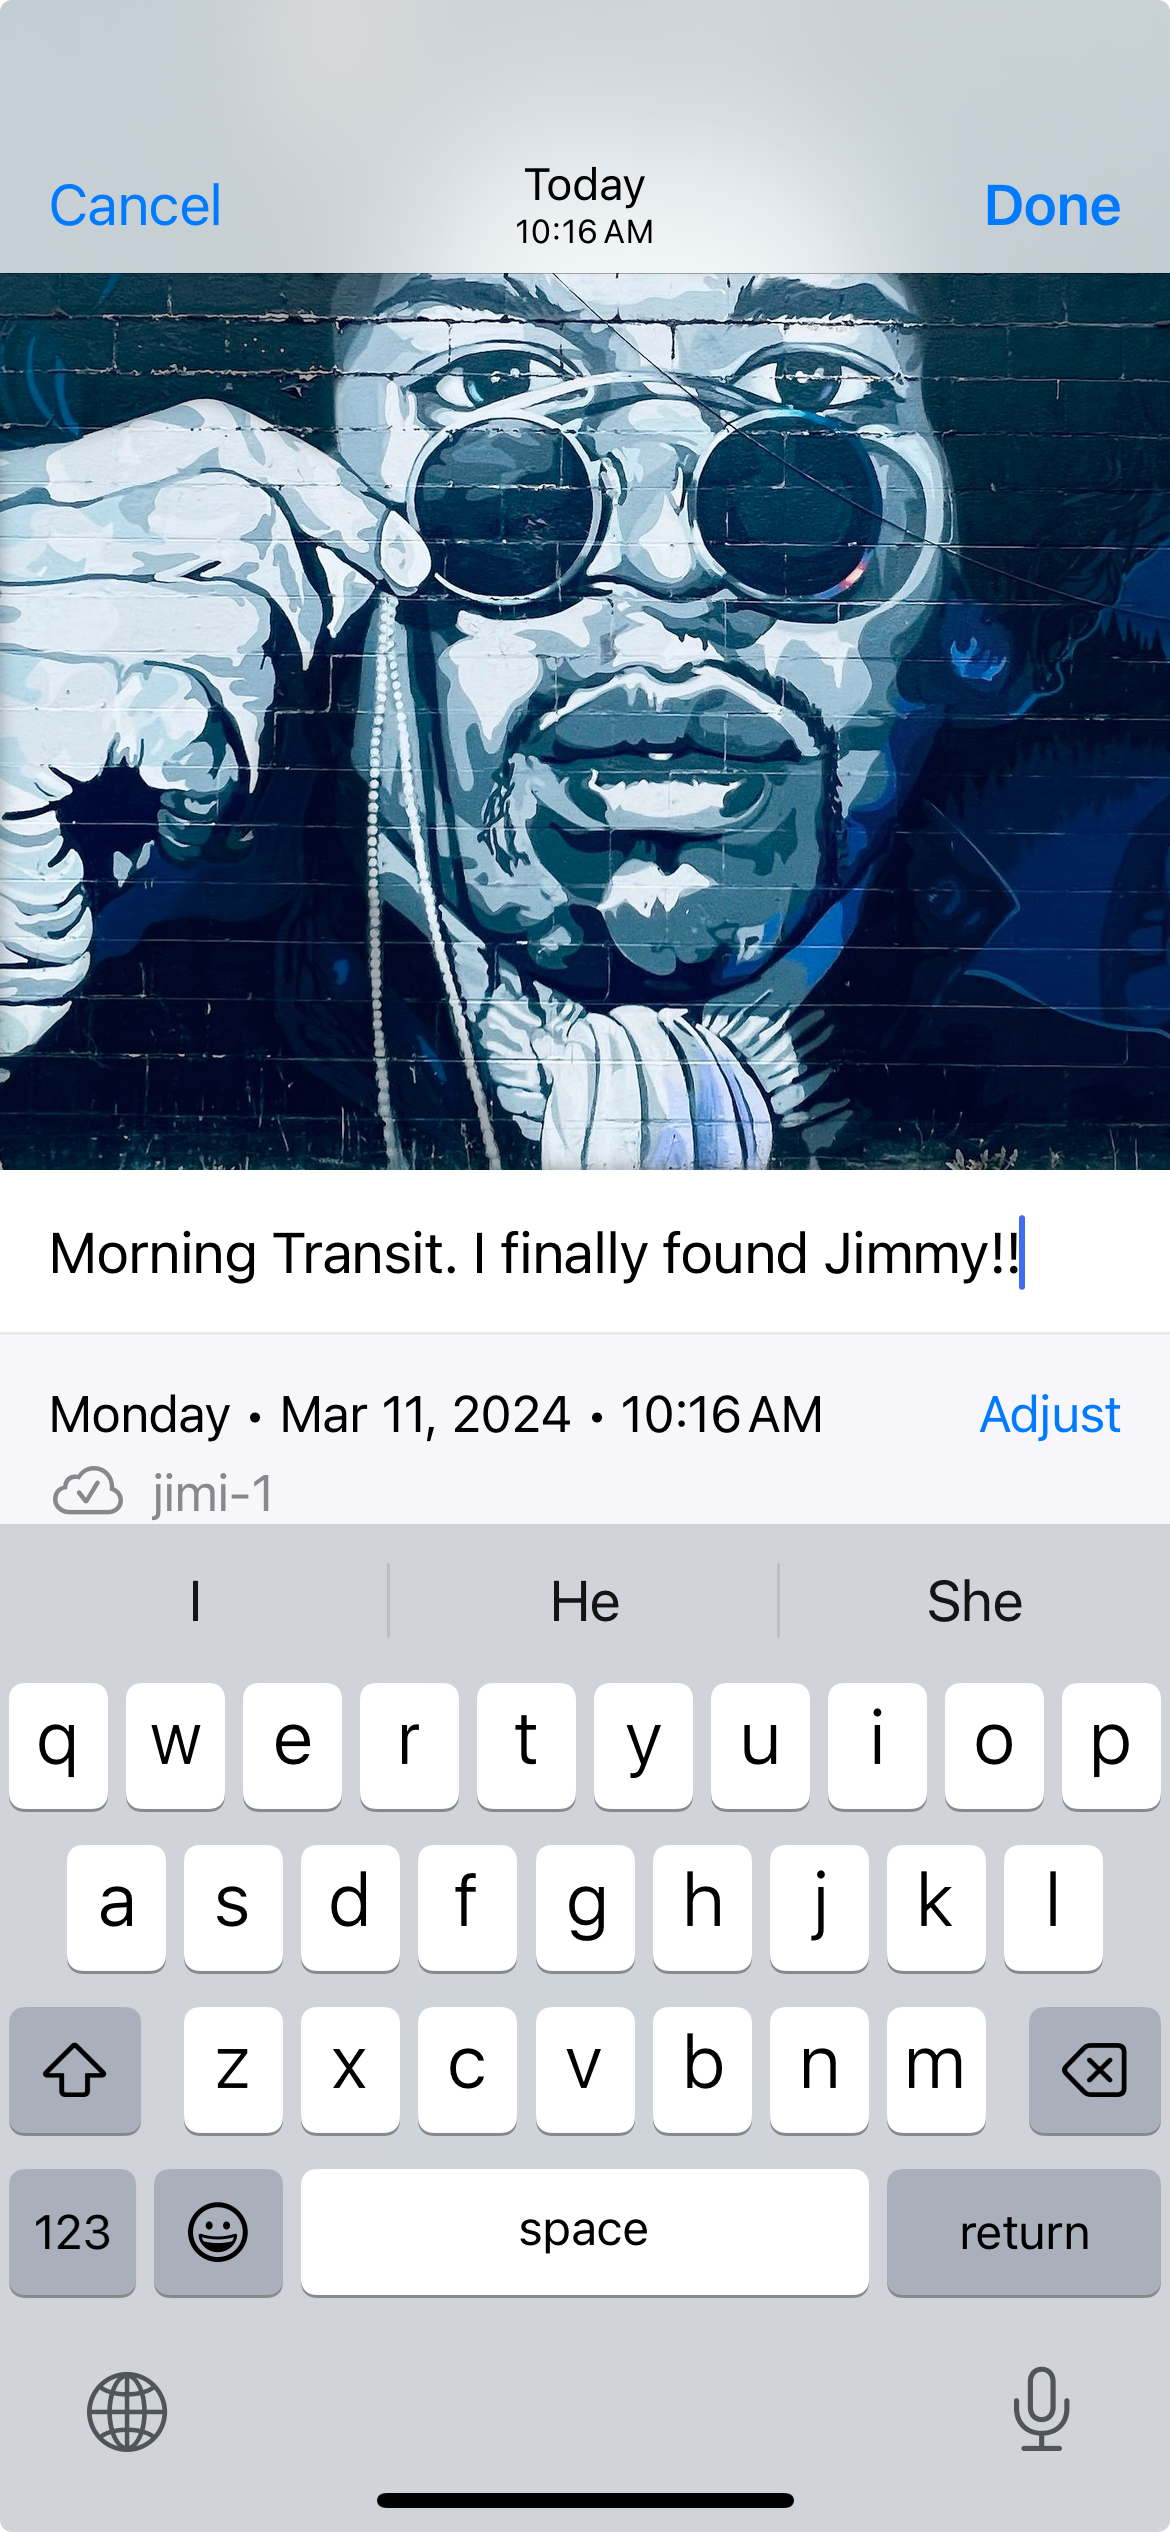 Cancel
Today
10:16 AM
Done
Morning Transit. I finally found Jimmy!!
Monday • Mar 11, 2024 • 10:16 AM
Adjust
jimi-1
I
He
She
q w e r t y u i o p
a s d f g h j k l
z x c v b n m
123
space
return